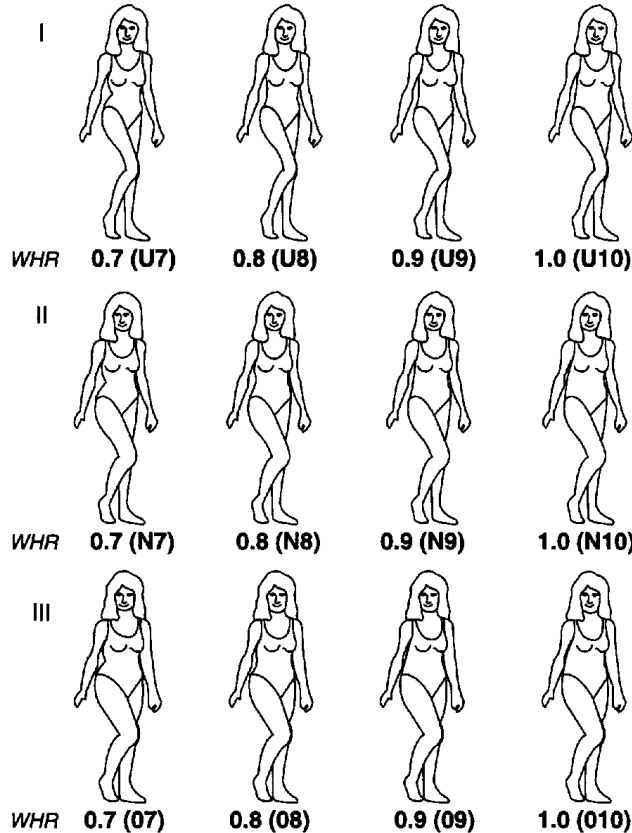 I
WHR 0.7 (U7) 0.8 (U8) 0.9 (U9) 1.0 (U10)
II
WHR 0.7 (N7) 0.8 (N8) 0.9 (N9) 1.0 (N10)
III
WHR 0.7 (07) 0.8 (08) 0.9 (09) 1.0 (010)